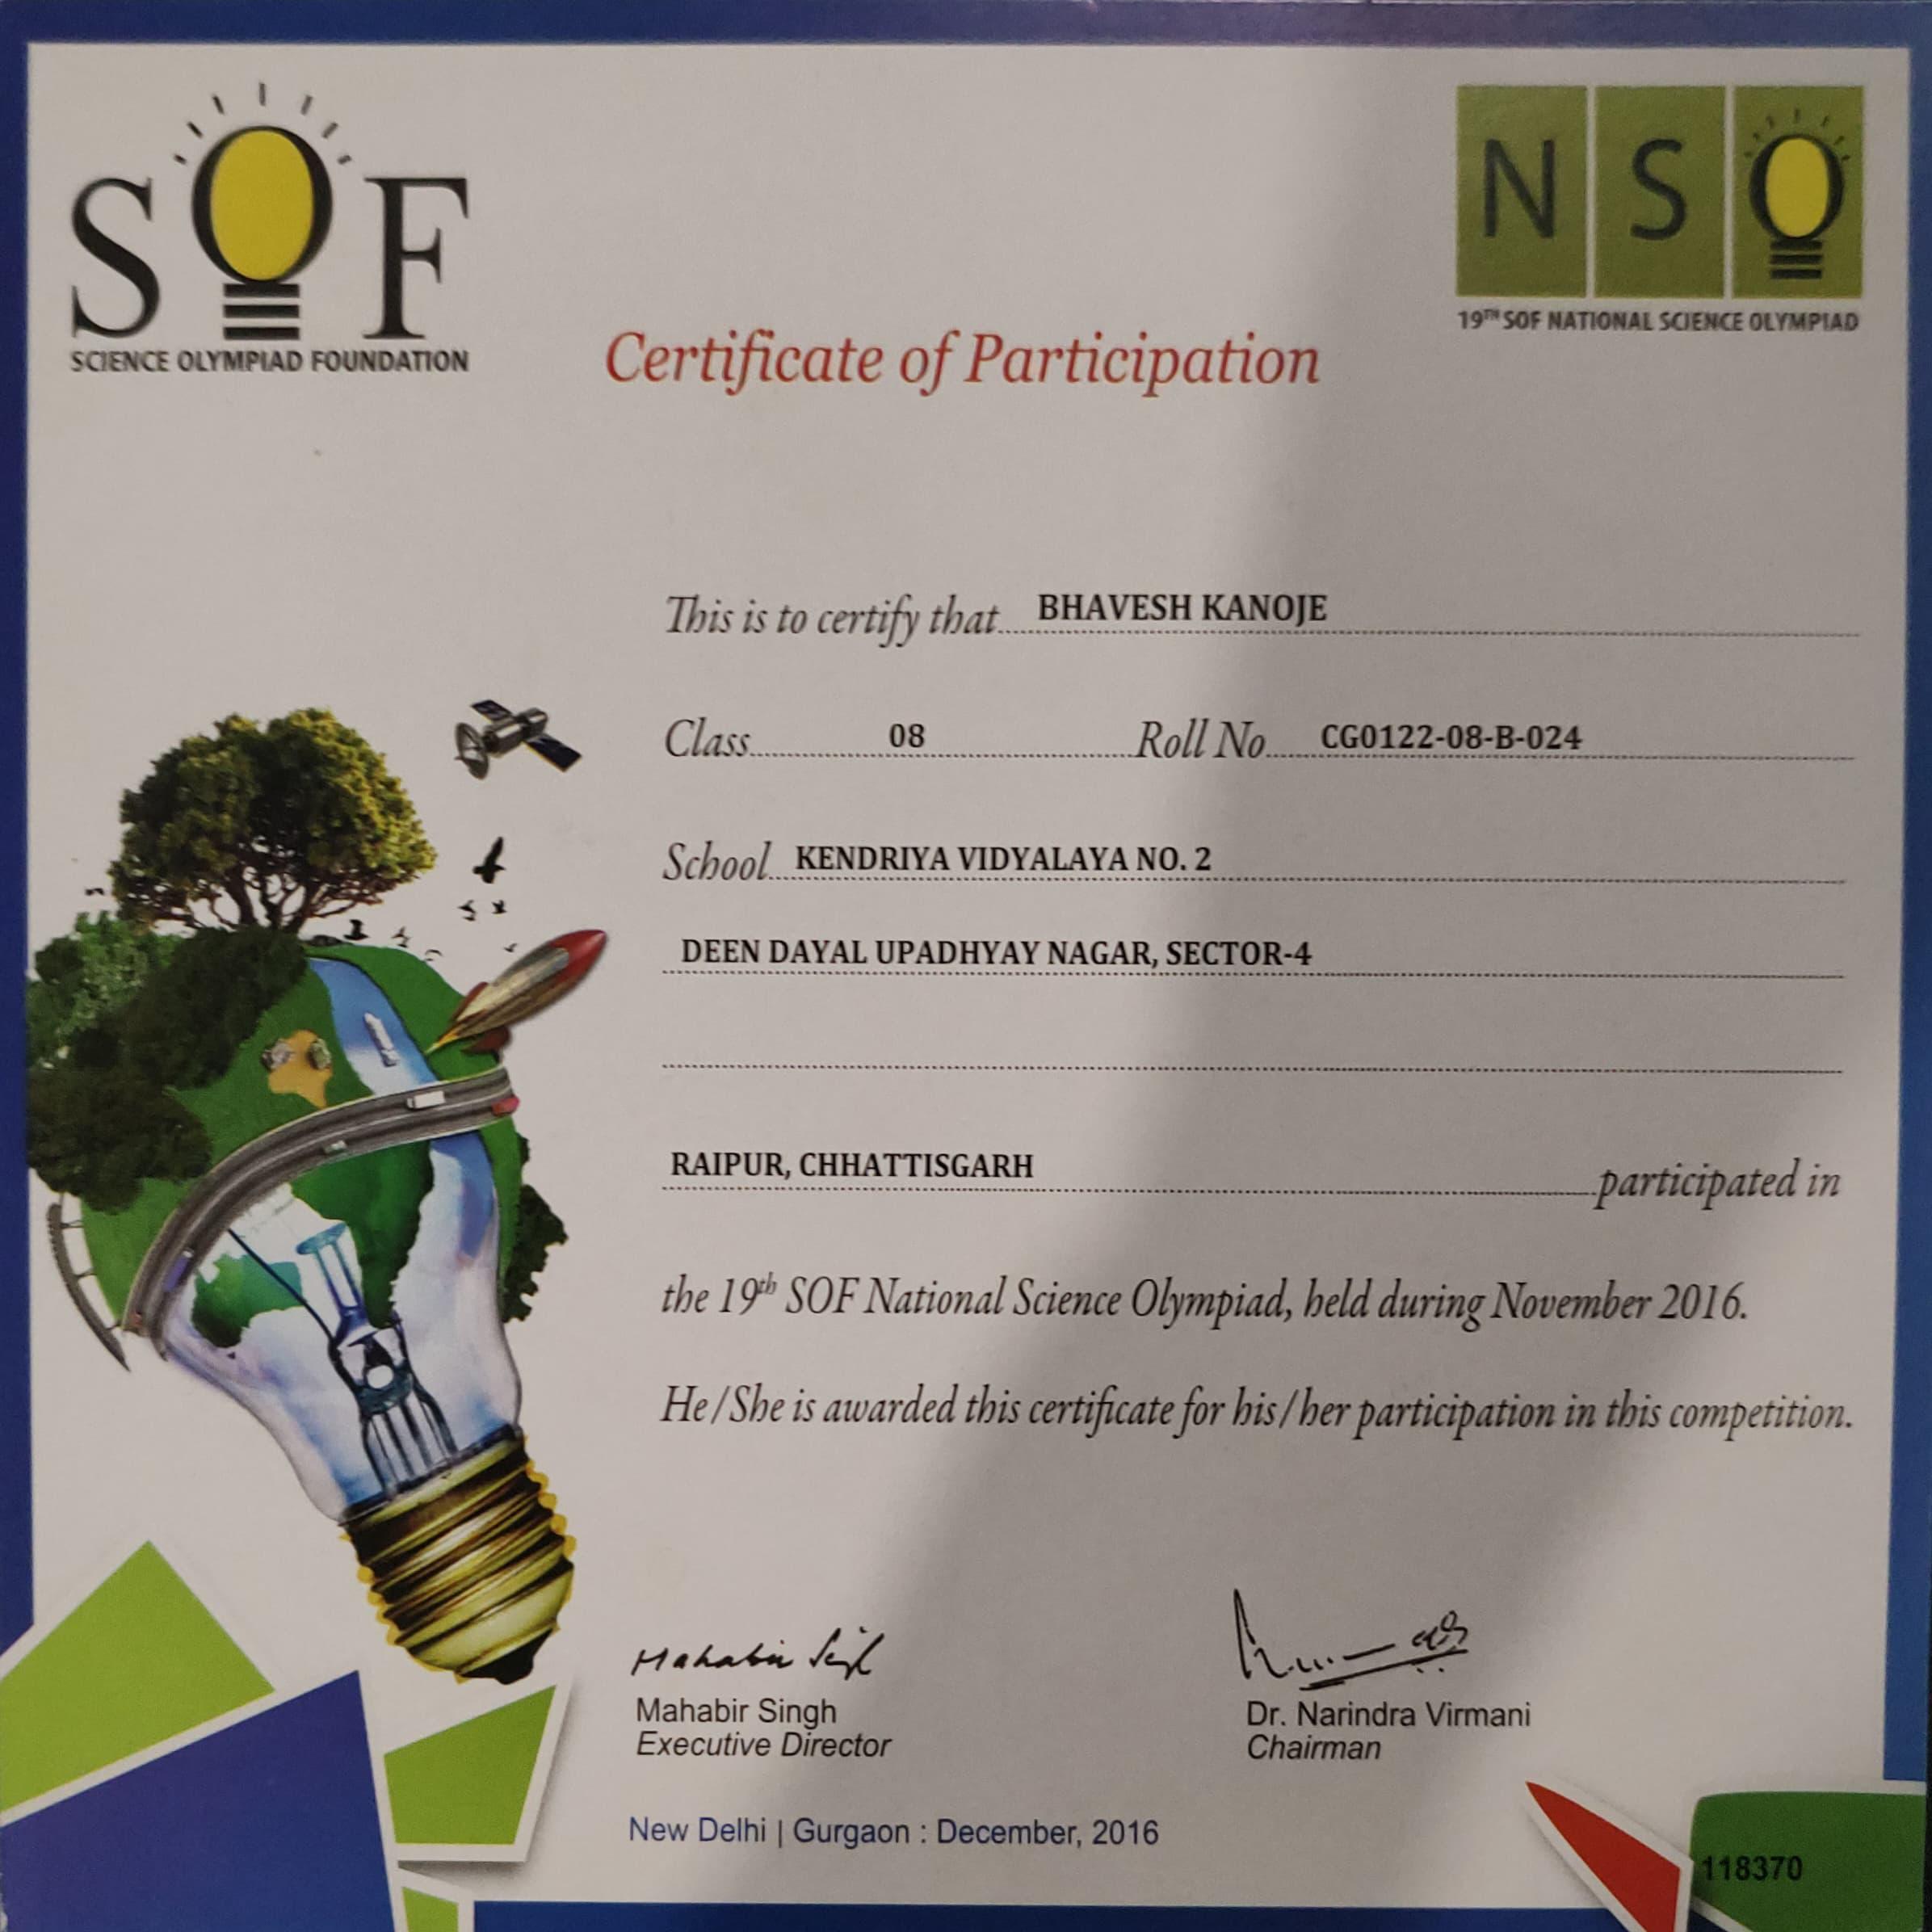 SOF
SCIENCE OLYMPIAD FOUNDATION
NSO
19TH SOF NATIONAL SCIENCE OLYMPIAD
Certificate of Participation
This is to certify that BHAVESH KANOJE
Class 08 Roll No CG0122-08-B-024
School KENDRIYA VIDYALAYA NO. 2
DEEN DAYAL UPADHYAY NAGAR, SECTOR-4
RAIPUR, CHHATTISGARH participated in
the 19th SOF National Science Olympiad, held during November 2016.
He/She is awarded this certificate for his/her participation in this competition.
Mahabir Singh
Mahabir Singh Dr. Narindra Virmani
Executive Director Chairman
New Delhi | Gurgaon : December, 2016
118370